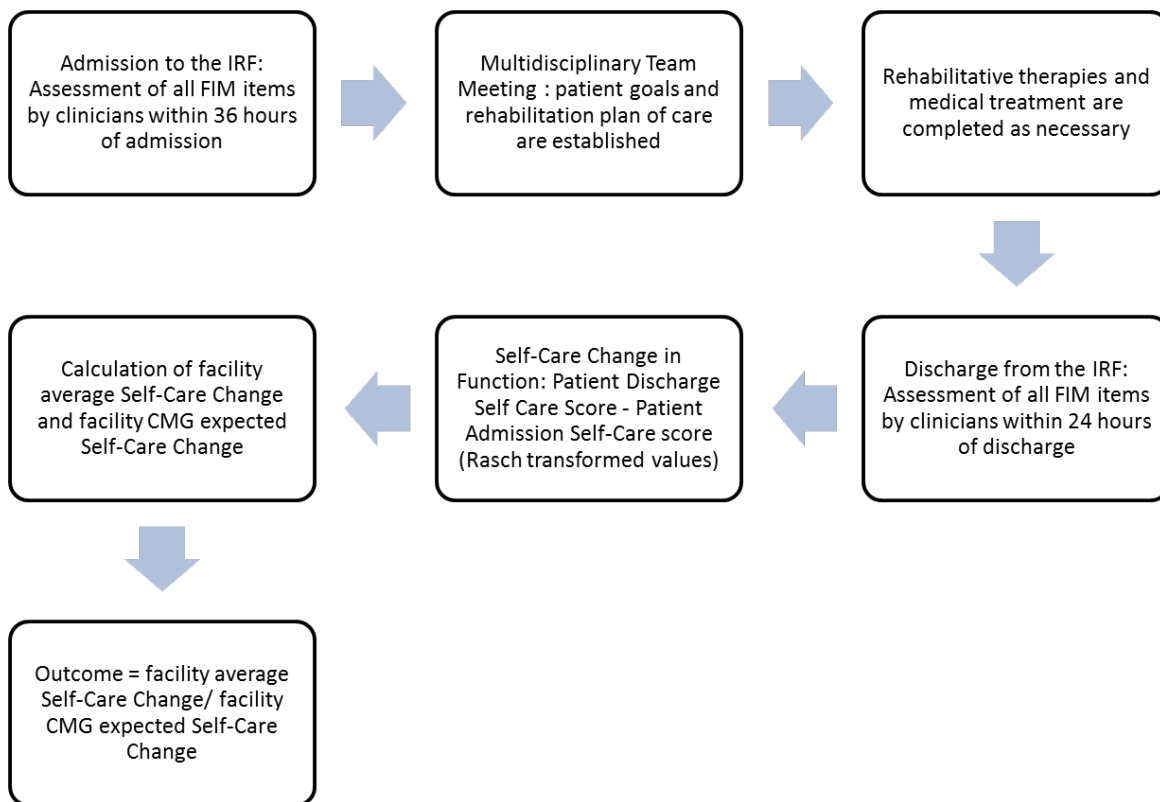 Admission to the IRF:
Assessment of all FIM items
by clinicians within 36 hours
of admission
Multidisciplinary Team
Meeting : patient goals and
rehabilitation plan of care
are established
Rehabilitative therapies and
medical treatment are
completed as necessary
Discharge from the IRF:
Assessment of all FIM items
by clinicians within 24 hours
of discharge
Self-Care Change in
Function: Patient Discharge
Self Care Score - Patient
Admission Self-Care score
(Rasch transformed values)
Calculation of facility
average Self-Care Change
and facility CMG expected
Self-Care Change
Outcome = facility average
Self-Care Change/ facility
CMG expected Self-Care
Change